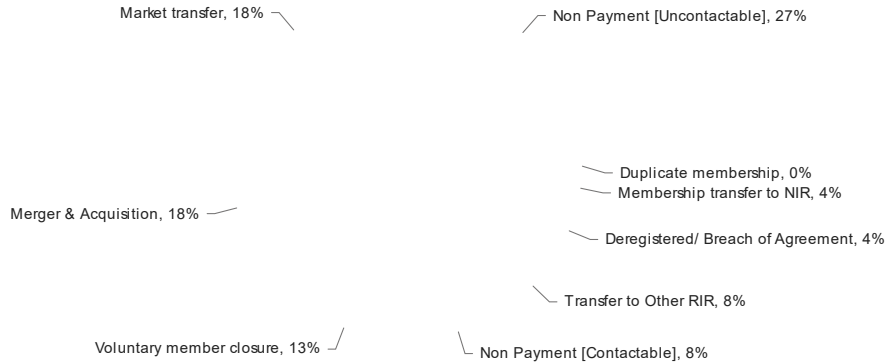 Market transfer, 18%
Non Payment [Uncontactable], 27%
Duplicate membership, 0%
Membership transfer to NIR, 4%
Merger & Acquisition, 18%
Deregistered/ Breach of Agreement, 4%
Transfer to Other RIR, 8%
Voluntary member closure, 13%
Non Payment [Contactable], 8%